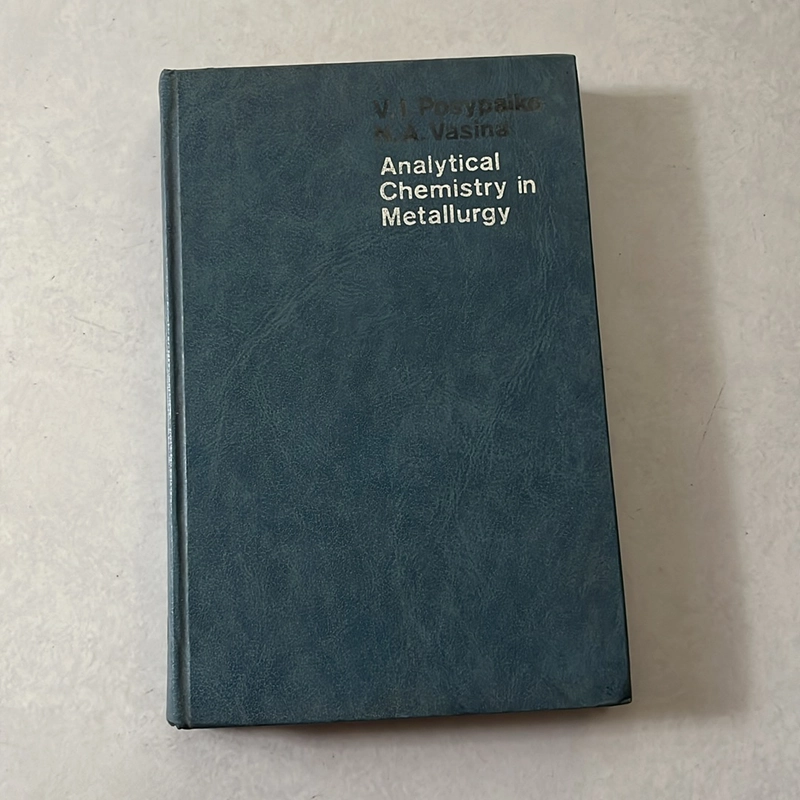 V. I. Posypaiko
N. A. Vasina
Analytical
Chemistry in
Metallurgy